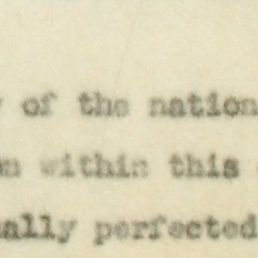 of the nation
within this
ally perfected